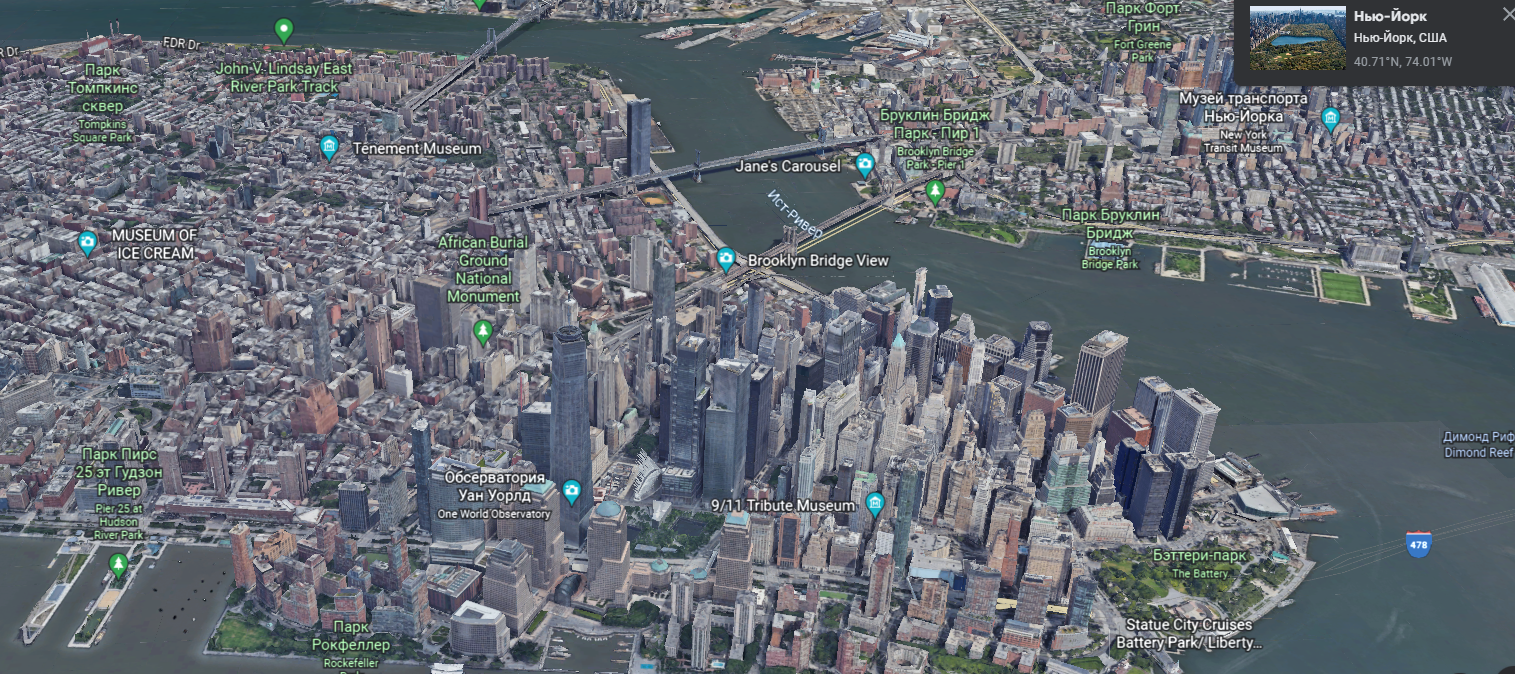 Парк Форт
Грин
Fort Greene
Park
Нью-Йорк
Нью-Йорк, США
40.71°N, 74.01°W
R Dr
FDR Dr
Парк
Томпкинс
сквер
Tompkins
Square Park
John V. Lindsay East
River Park Track
Tenement Museum
Jane's Carousel
Бруклин Бридж
Парк - Пир 1
Brooklyn Bridge
Park - Pier 1
Музей транспорта
Нью-Йорка
New York
Transit Museum
Ист-Ривер
MUSEUM OF
ICE CREAM
African Burial
Ground
National
Monument
Brooklyn Bridge View
Парк Бруклин
Бридж
Brooklyn
Bridge Park
Парк Пирс
25 эт Гудзон
Ривер
Pier 25 at
Hudson
River Park
Обсерватория
Уан Уорлд
One World Observatory
9/11 Tribute Museum
Димонд Риф
Dimond Reef
478
Бэттери-парк
The Battery
Statue City Cruises
Battery Park/ Liberty...
Парк
Рокфеллер
Rockefeller